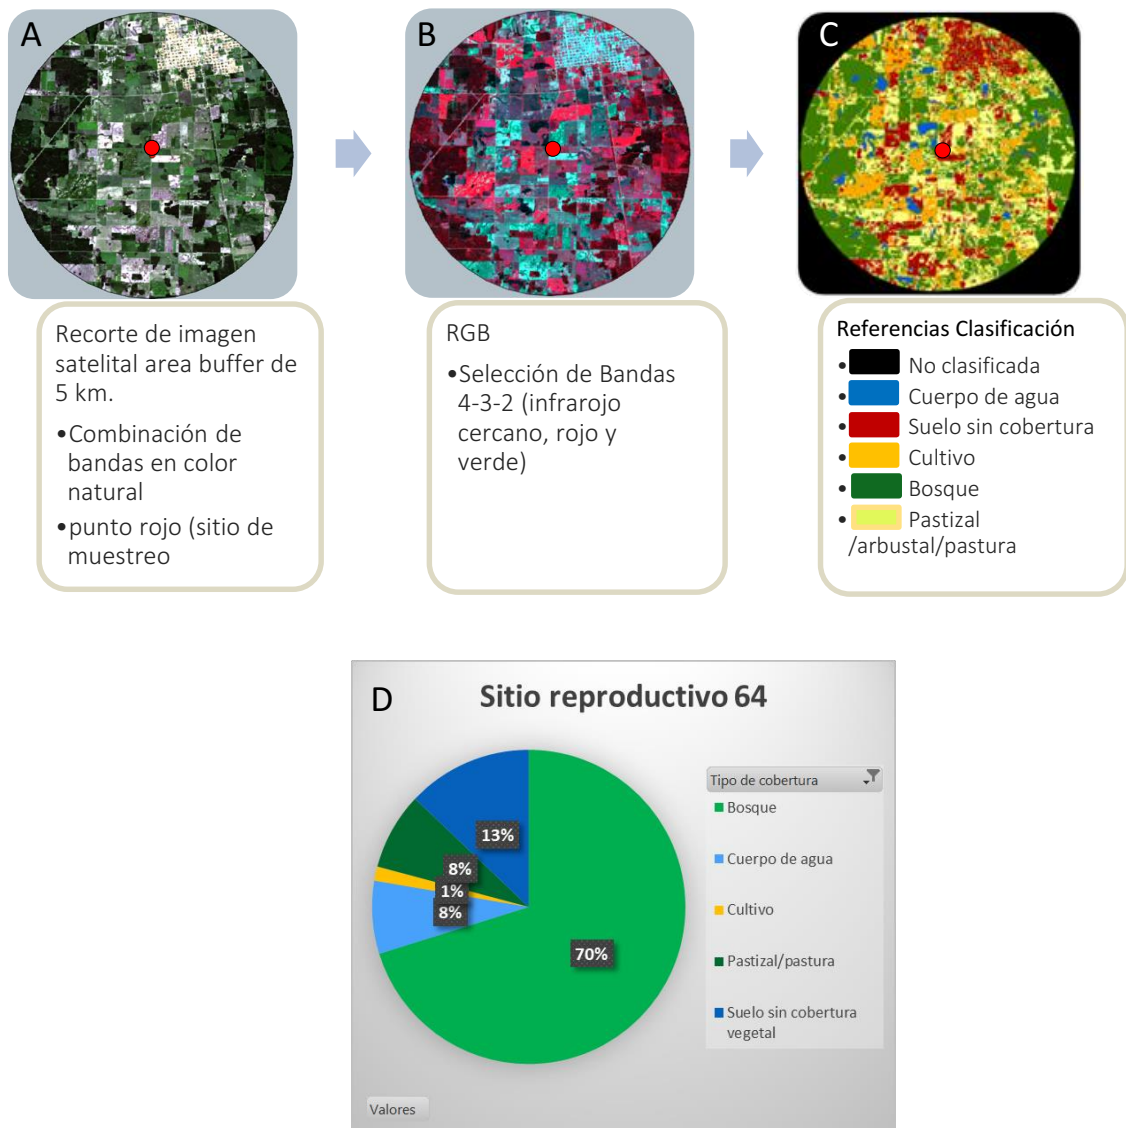 A
B
C
Recorte de imagen
satelital area buffer de
5 km.
•Combinación de
bandas en color
natural
•punto rojo (sitio de
muestreo
RGB
•Selección de Bandas
4-3-2 (infrarojo
cercano, rojo y
verde)
Referencias Clasificación
• No clasificada
• Cuerpo de agua
• Suelo sin cobertura
• Cultivo
• Bosque
• Pastizal
/arbustal/pastura
D
Sitio reproductivo 64
13%
8%
1%
8%
70%
Tipo de cobertura
Bosque
Cuerpo de agua
Cultivo
Pastizal/pastura
Suelo sin cobertura
vegetal
Valores